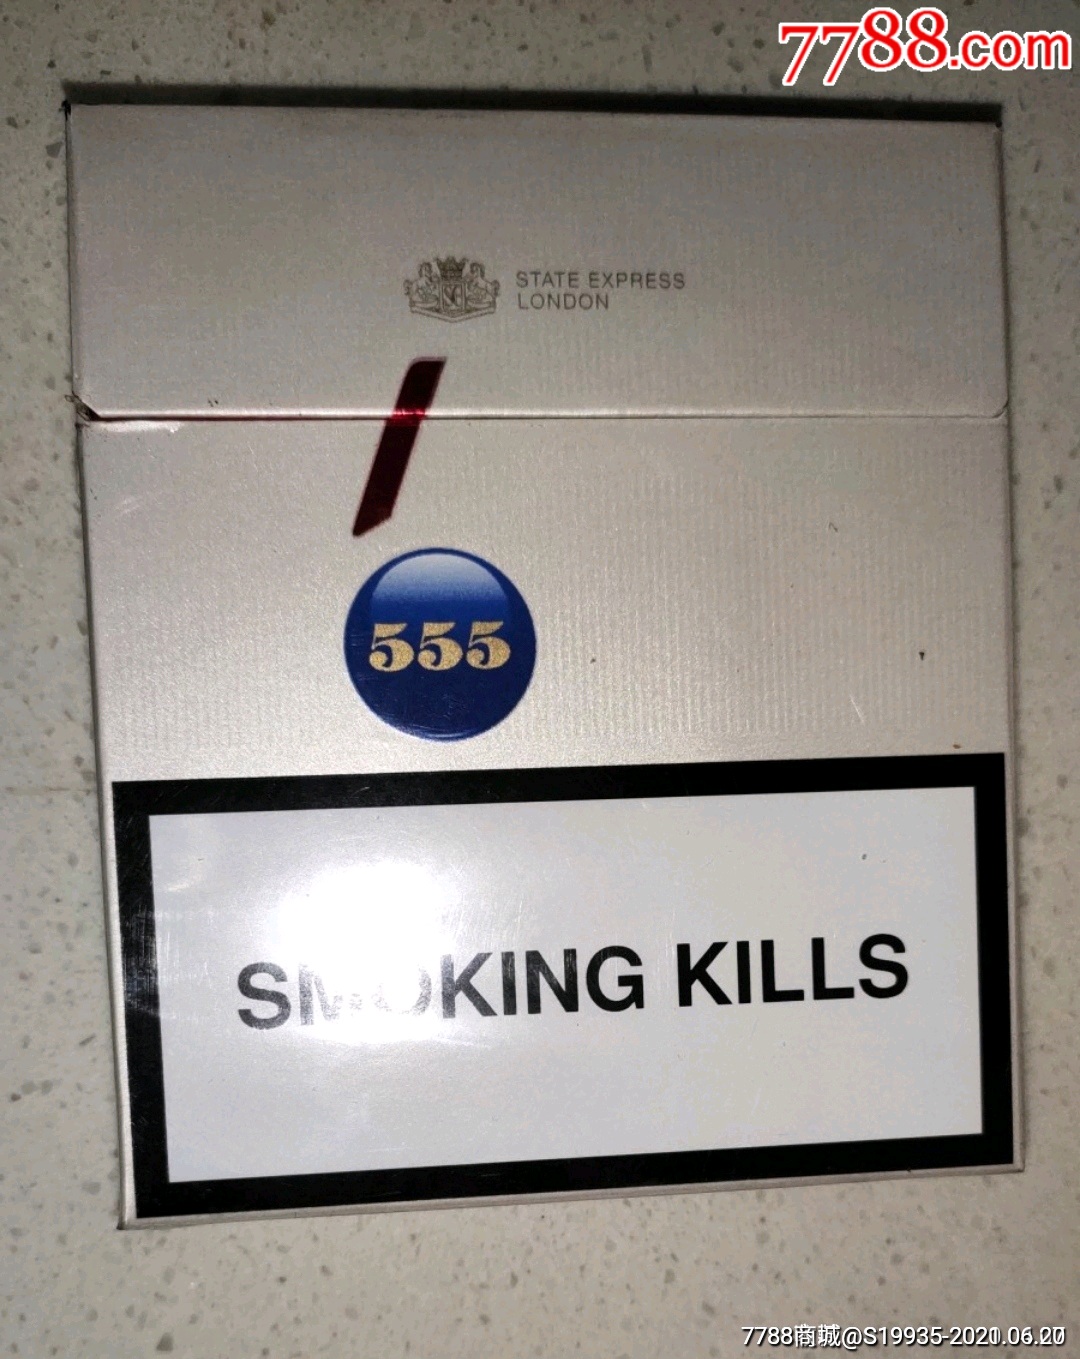 7788.com
STATE EXPRESS
LONDON
555
SMOKING KILLS
7788商城@S19935-2020.06.20